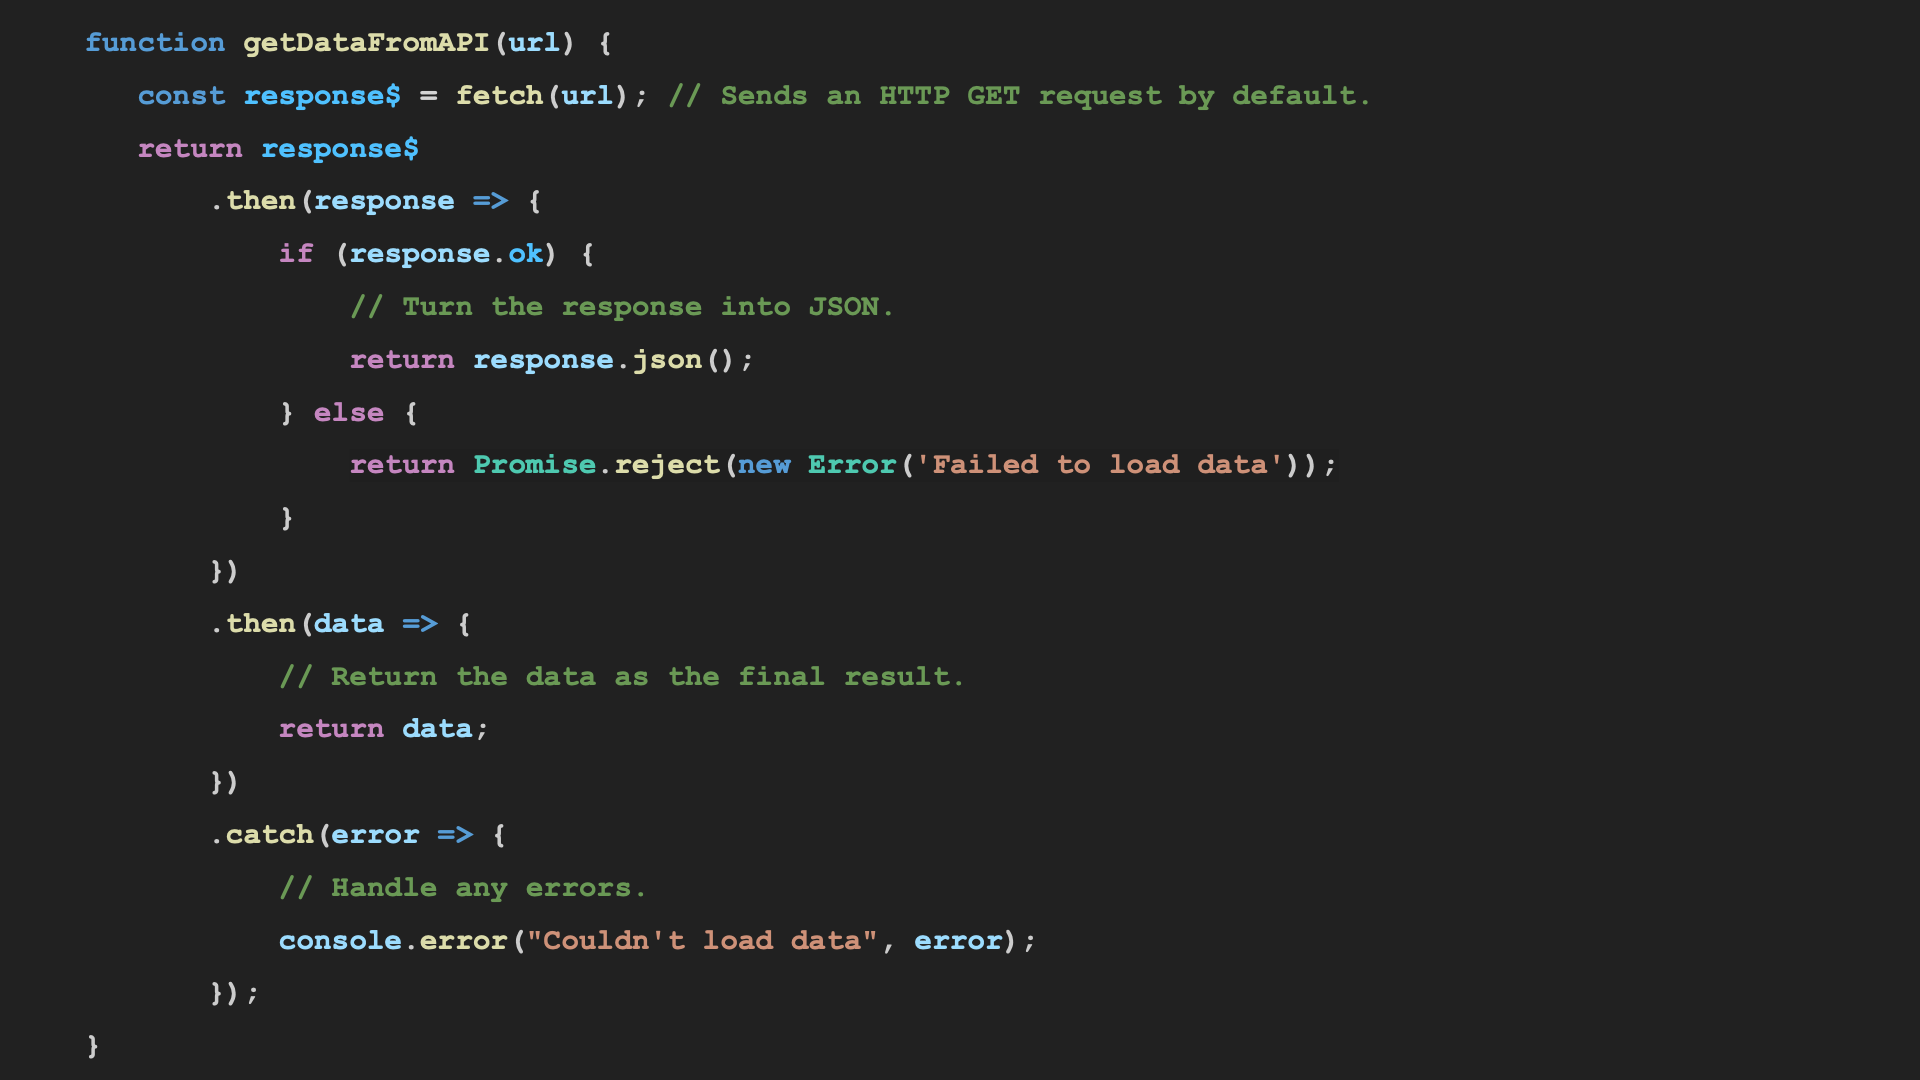 function getDataFromAPI(url) {
const response$ = fetch(url); // Sends an HTTP GET request by default.
return response$
.then(response => {
if (response.ok) {
// Turn the response into JSON.
return response.json();
} else {
return Promise.reject(new Error('Failed to load data'));
}
})
.then(data => {
// Return the data as the final result.
return data;
})
.catch(error => {
// Handle any errors.
console.error("Couldn't load data", error);
});
}